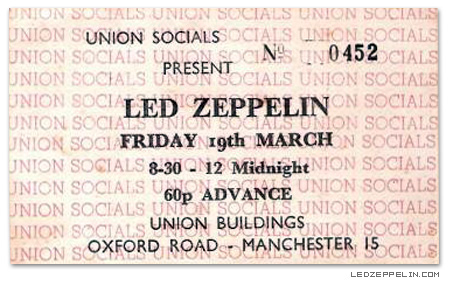 UNION SOCIALS
PRESENT
No 0452
LED ZEPPELIN
FRIDAY 19th MARCH
8-30 - 12 Midnight
60p ADVANCE
UNION BUILDINGS
OXFORD ROAD - MANCHESTER 15
LEDZEPPELIN.COM